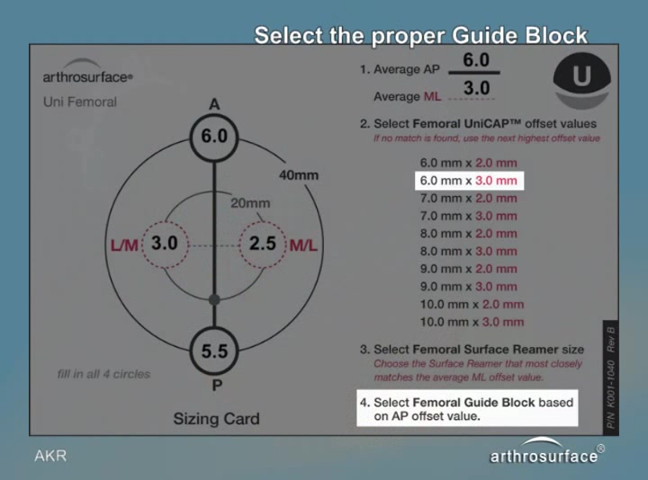 Select the proper Guide Block
arthrosurface®
Uni Femoral
1. Average AP 6.0
Average ML 3.0
U
2. Select Femoral UniCAP™ offset values
If no match is found, use the next highest offset value
6.0 mm x 2.0 mm
6.0 mm x 3.0 mm
7.0 mm x 2.0 mm
7.0 mm x 3.0 mm
8.0 mm x 2.0 mm
8.0 mm x 3.0 mm
9.0 mm x 2.0 mm
9.0 mm x 3.0 mm
10.0 mm x 2.0 mm
10.0 mm x 3.0 mm
A
6.0
40mm
20mm
L/M 3.0 2.5 M/L
5.5
P
fill in all 4 circles
Sizing Card
3. Select Femoral Surface Reamer size
Choose the Surface Reamer that most closely
matches the average ML offset value.
4. Select Femoral Guide Block based
on AP offset value.
P/N K001-1040 Rev B
AKR
arthrosurface®